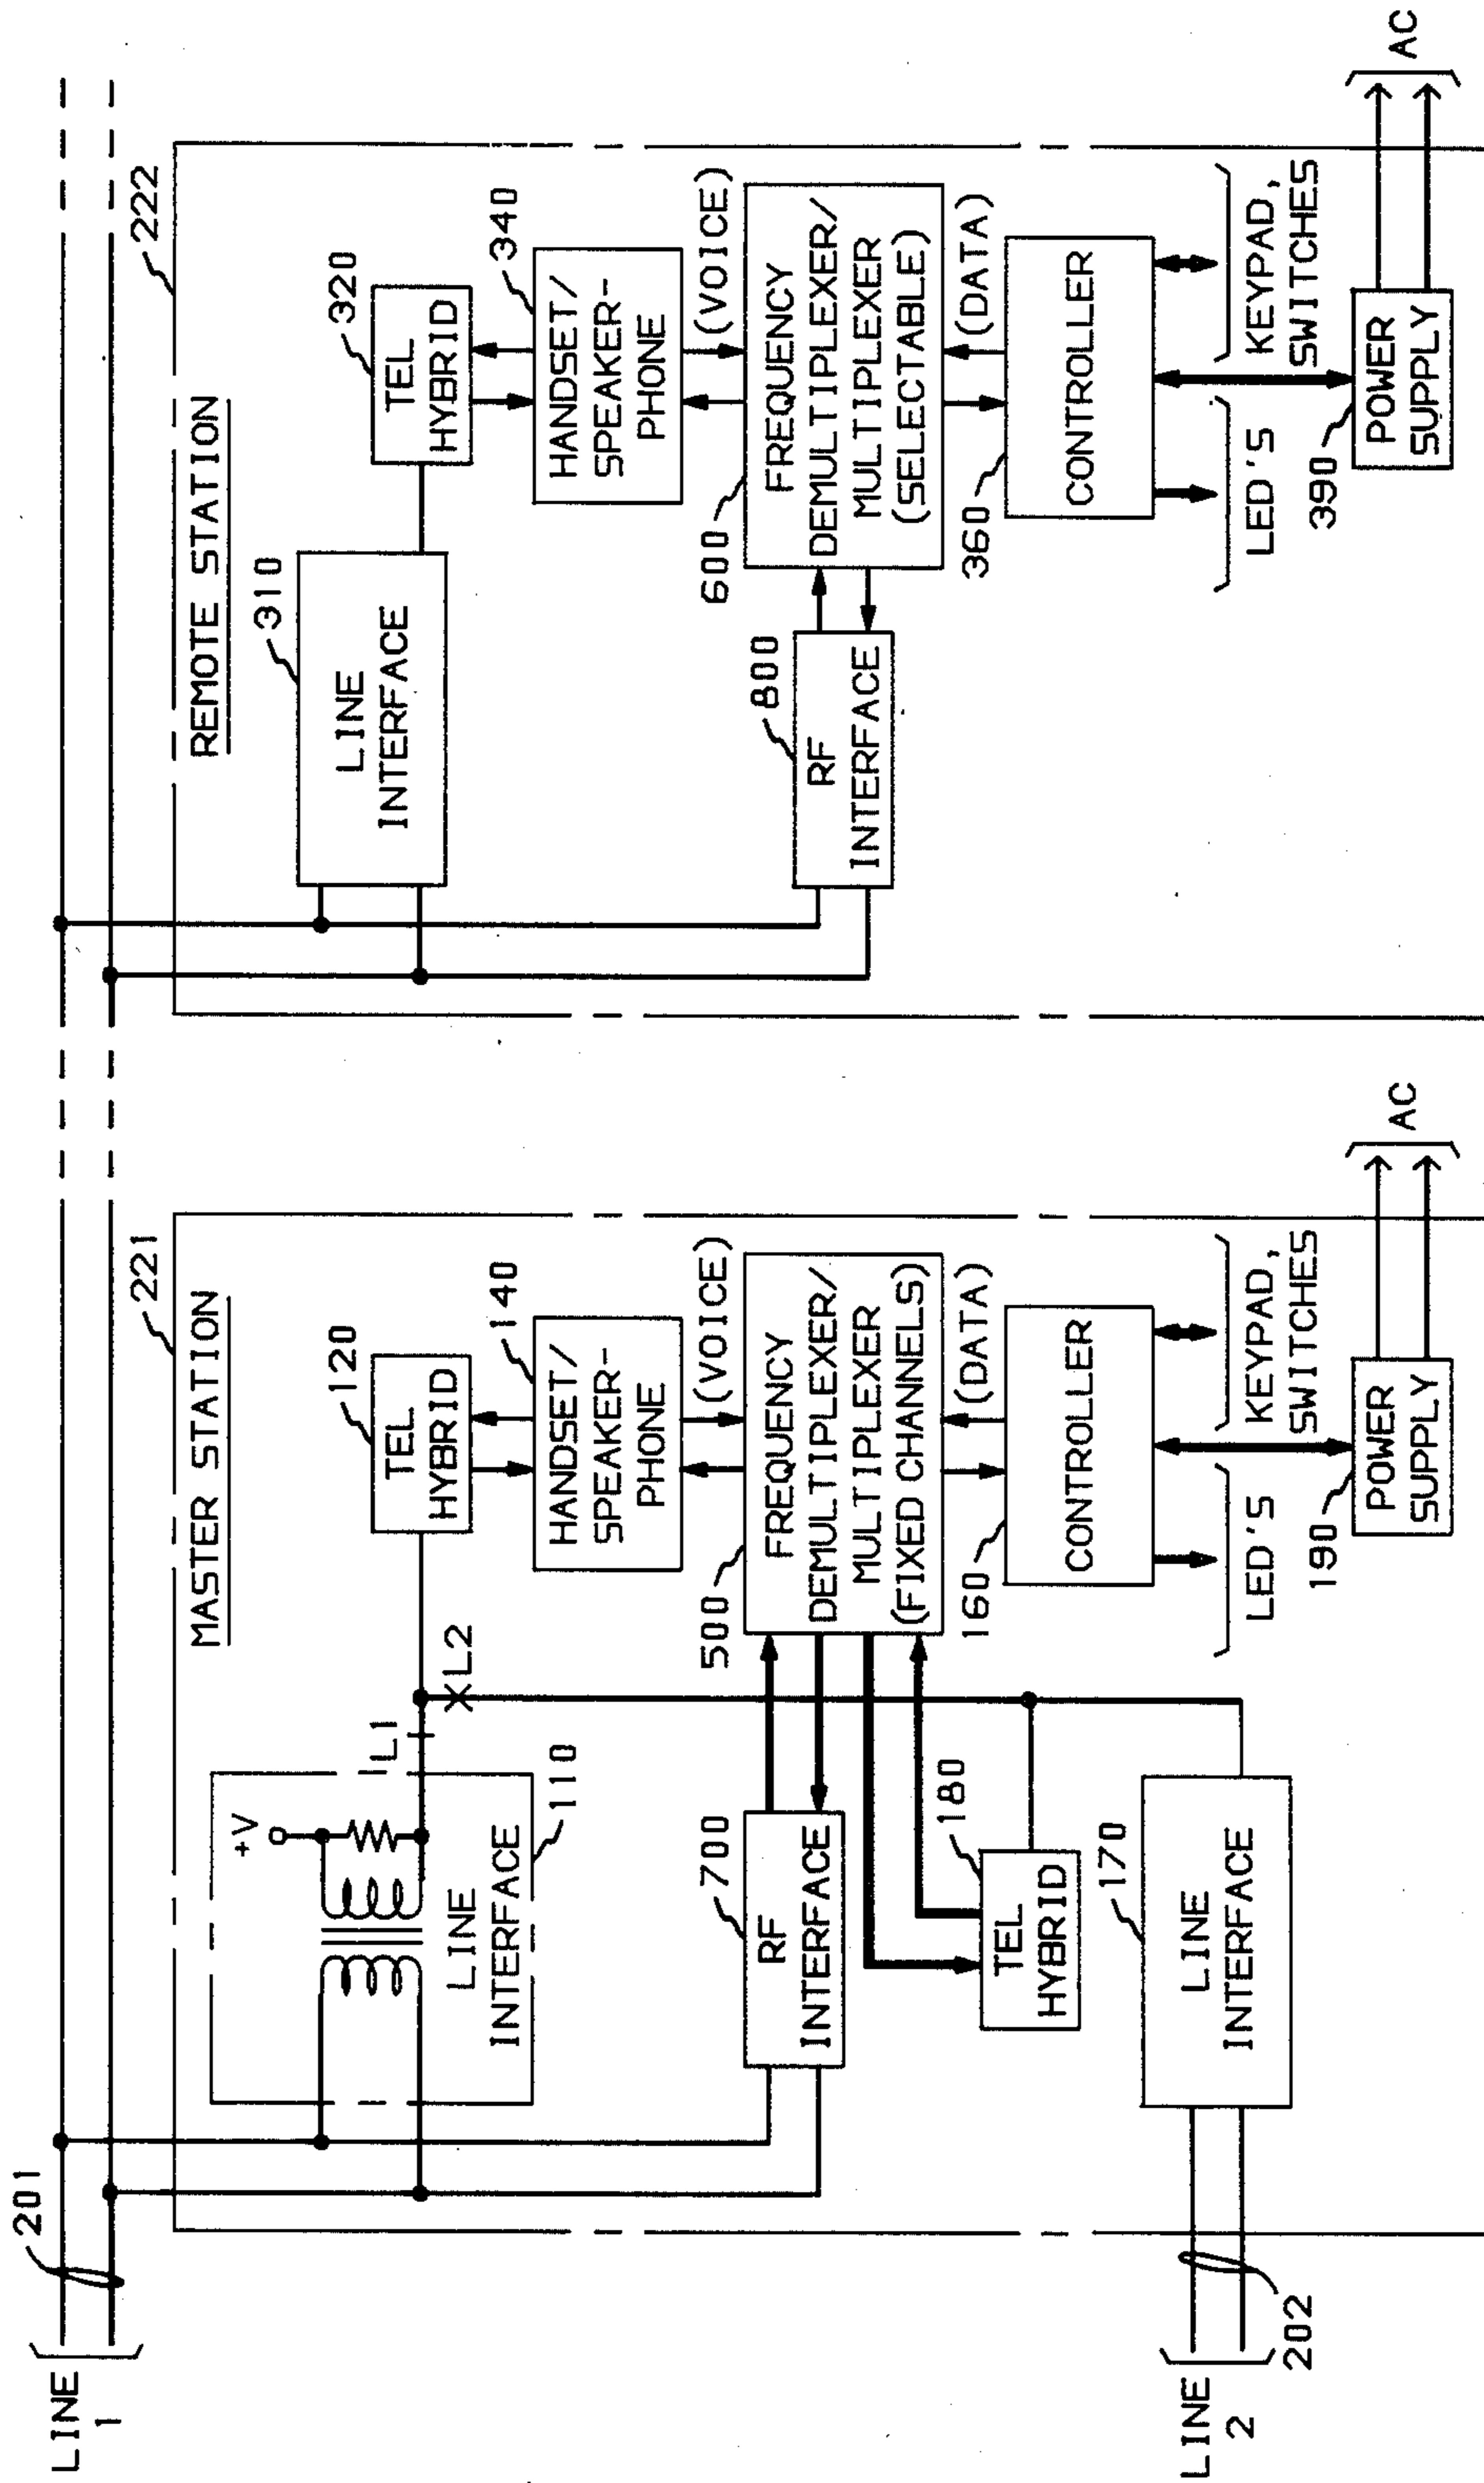 LINE
1
201
MASTER STATION
221
+V
L1
XL2
LINE
INTERFACE
110
120
TEL
HYBRID
140
HANDSET/
SPEAKER-
PHONE
(VOICE)
700
RF
INTERFACE
500
FREQUENCY
DEMULTIPLEXER/
MULTIPLEXER
(FIXED CHANNELS)
(DATA)
180
TEL
HYBRID
160
CONTROLLER
170
LINE
INTERFACE
LINE
2
202
LED'S
KEYPAD,
SWITCHES
190
POWER
SUPPLY
AC
REMOTE STATION
222
310
LINE
INTERFACE
320
TEL
HYBRID
340
HANDSET/
SPEAKER-
PHONE
(VOICE)
800
RF
INTERFACE
600
FREQUENCY
DEMULTIPLEXER/
MULTIPLEXER
(SELECTABLE)
(DATA)
360
CONTROLLER
LED'S
KEYPAD,
SWITCHES
390
POWER
SUPPLY
AC